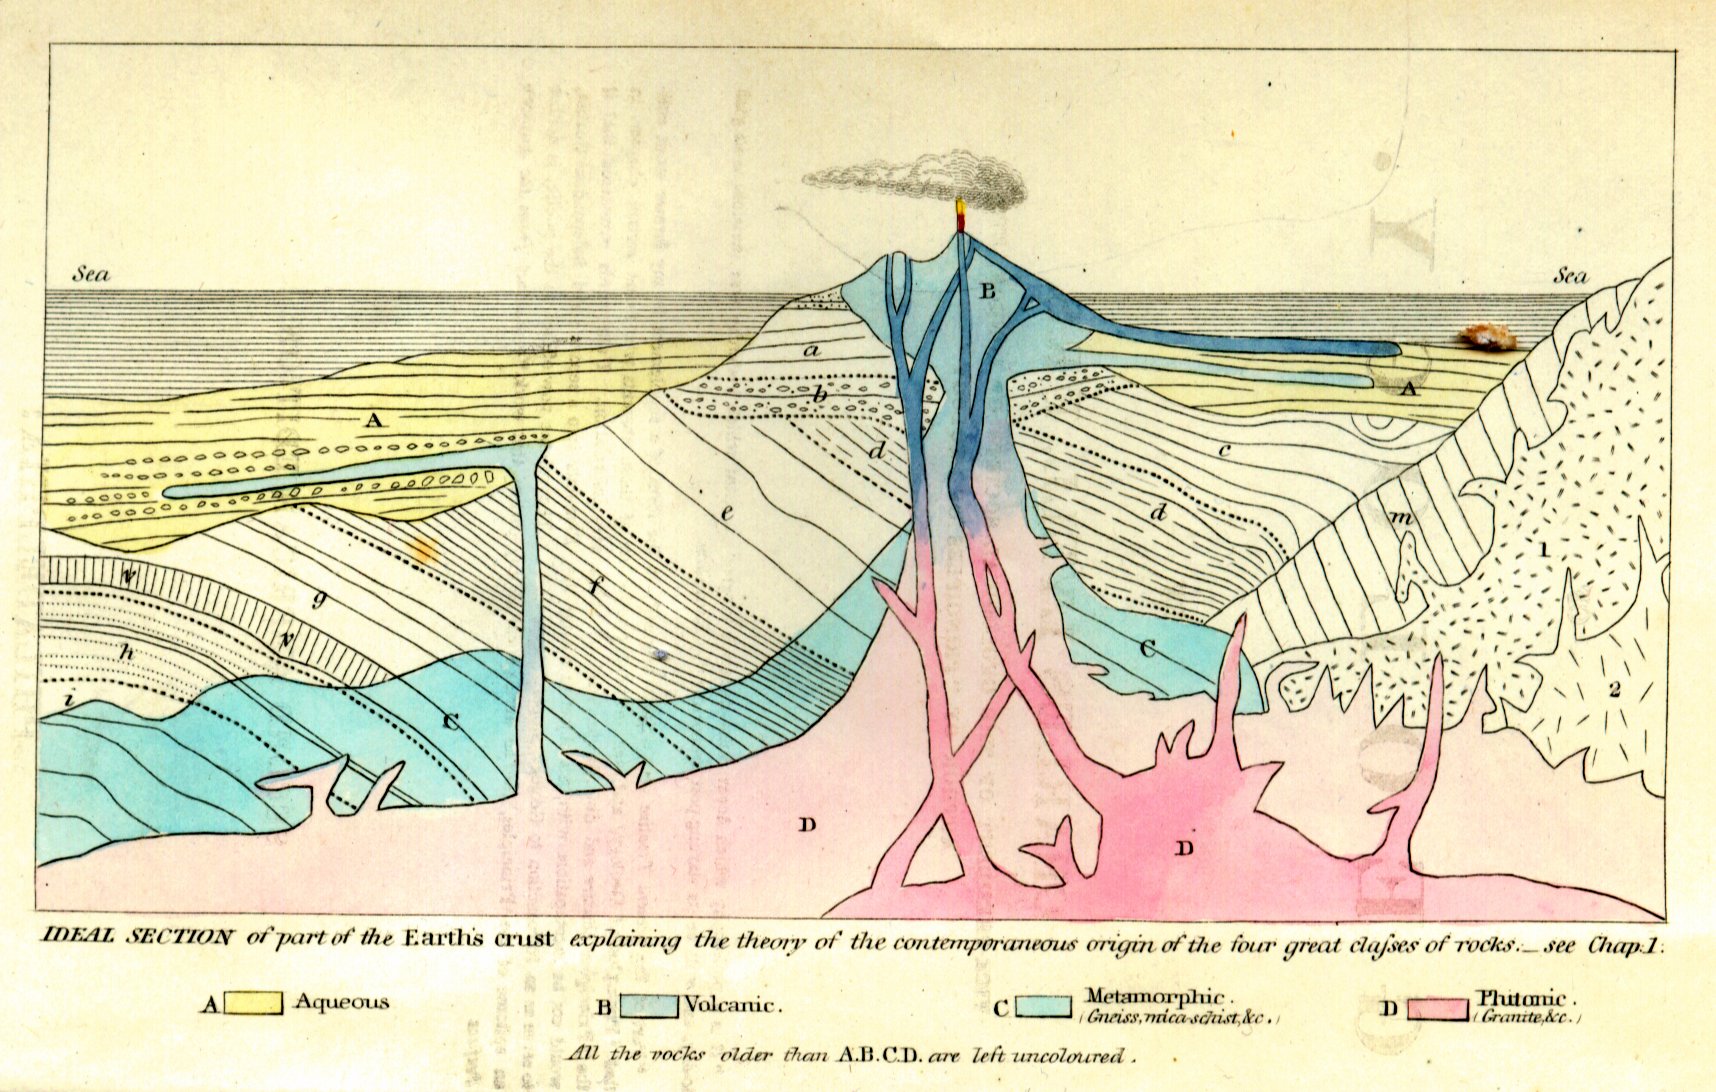 Sea
Sea
B
a
b
A
A
d
c
e
d
m
1
f
v
g
v
h
C
i
C
2
D
D
IDEAL SECTION of part of the Earth's crust explaining the theory of the contemporaneous origin of the four great claſses of rocks._ see Chap.1.
A Aqueous
B Volcanic.
C Metamorphic.
(Gneiss, mica-schist, &c.)
D Plutonic.
(Granite, &c.)
All the rocks older than A.B.C.D. are left uncoloured.